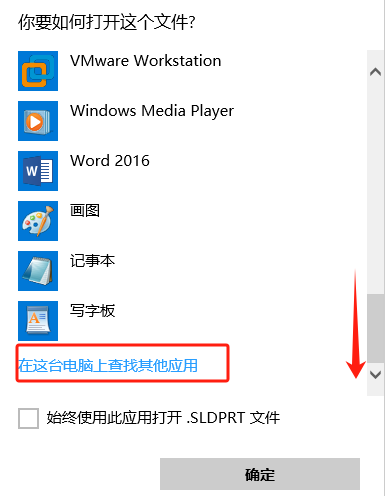 你要如何打开这个文件?
VMware Workstation
Windows Media Player
Word 2016
画图
记事本
写字板
在这台电脑上查找其他应用
始终使用此应用打开 .SLDPRT 文件
确定